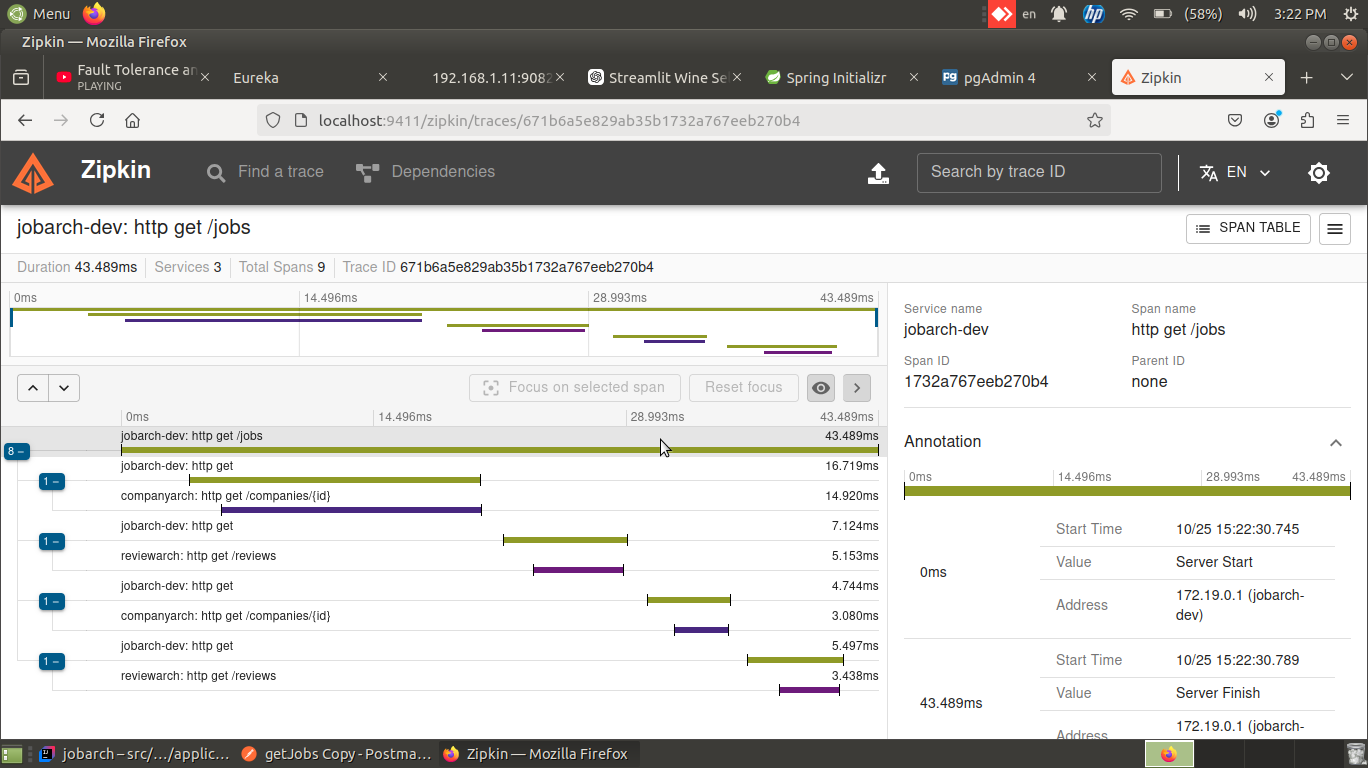 Menu
en
hp
(58%)
3:22 PM
Zipkin — Mozilla Firefox
Fault Tolerance an
PLAYING
Eureka
192.168.1.11:9082
Streamlit Wine Se
Spring Initializr
pgAdmin 4
Zipkin
localhost:9411/zipkin/traces/671b6a5e829ab35b1732a767eeb270b4
Zipkin
Find a trace
Dependencies
Search by trace ID
EN
jobarch-dev: http get /jobs
SPAN TABLE
Duration 43.489ms
Services 3
Total Spans 9
Trace ID 671b6a5e829ab35b1732a767eeb270b4
0ms 14.496ms 28.993ms 43.489ms
Focus on selected span
Reset focus
0ms 14.496ms 28.993ms 43.489ms
jobarch-dev: http get /jobs 43.489ms
8 –
jobarch-dev: http get 16.719ms
1 –
companyarch: http get /companies/{id} 14.920ms
jobarch-dev: http get 7.124ms
1 –
reviewarch: http get /reviews 5.153ms
jobarch-dev: http get 4.744ms
1 –
companyarch: http get /companies/{id} 3.080ms
jobarch-dev: http get 5.497ms
1 –
reviewarch: http get /reviews 3.438ms
Service name
jobarch-dev
Span name
http get /jobs
Span ID
1732a767eeb270b4
Parent ID
none
Annotation
0ms 14.496ms 28.993ms 43.489ms
0ms
Start Time 10/25 15:22:30.745
Value Server Start
Address 172.19.0.1 (jobarch-
dev)
43.489ms
Start Time 10/25 15:22:30.789
Value Server Finish
Address 172.19.0.1 (jobarch-
jobarch – src/.../applic...
getJobs Copy - Postma...
Zipkin — Mozilla Firefox